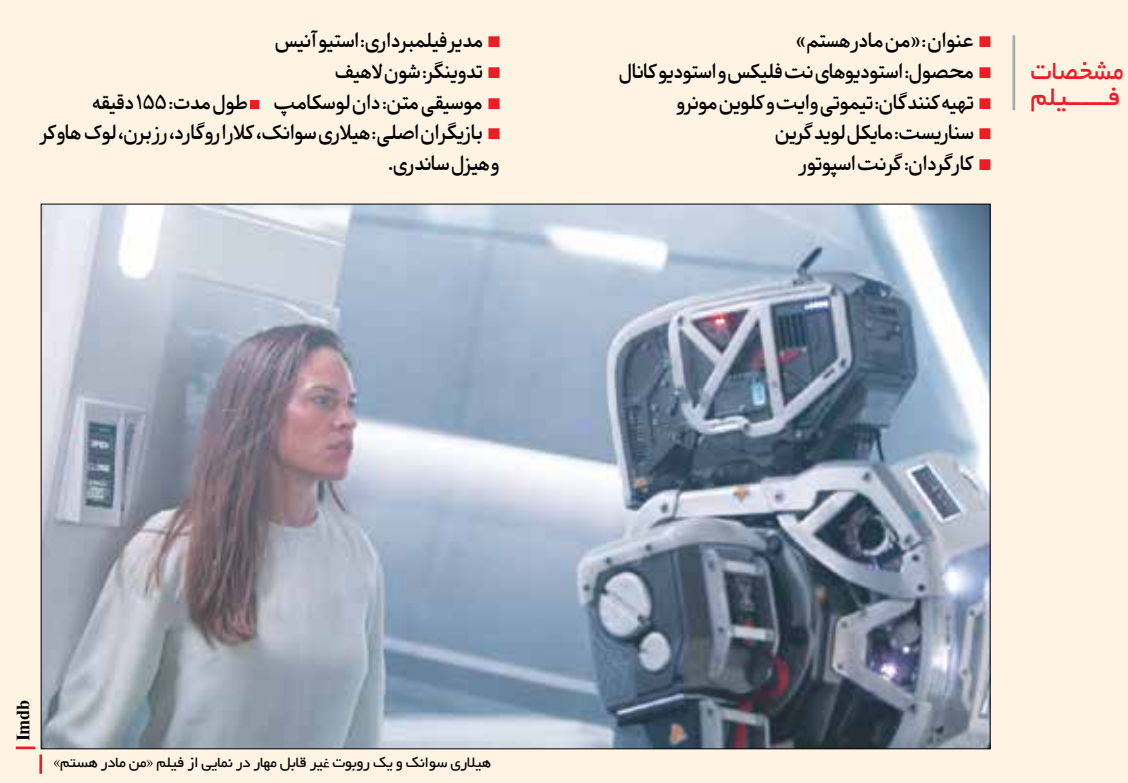 مشخصات
فیلم
■ عنوان: «من مادر هستم»
■ محصول: استودیوهای نت فلیکس و استودیو کانال
■ تهیه کنندگان: تیموتی وایت و کلوین مونرو
■ سناریست: مایکل لوید گرین
■ کارگردان: گرنت اسپوتور
■ مدیر فیلمبرداری: استیو آنیس
■ تدوینگر: شون لاهیف
■ موسیقی متن: دان لوسکامپ ■ طول مدت: ۱۵۵ دقیقه
■ بازیگران اصلی: هیلاری سوانک، کلارا روگارد، رز برن، لوک هاوکر
و هیزل ساندری.
OPEN
CLOSE
Imdb
هیلاری سوانک و یک روبوت غیر قابل مهار در نمایی از فیلم «من مادر هستم»